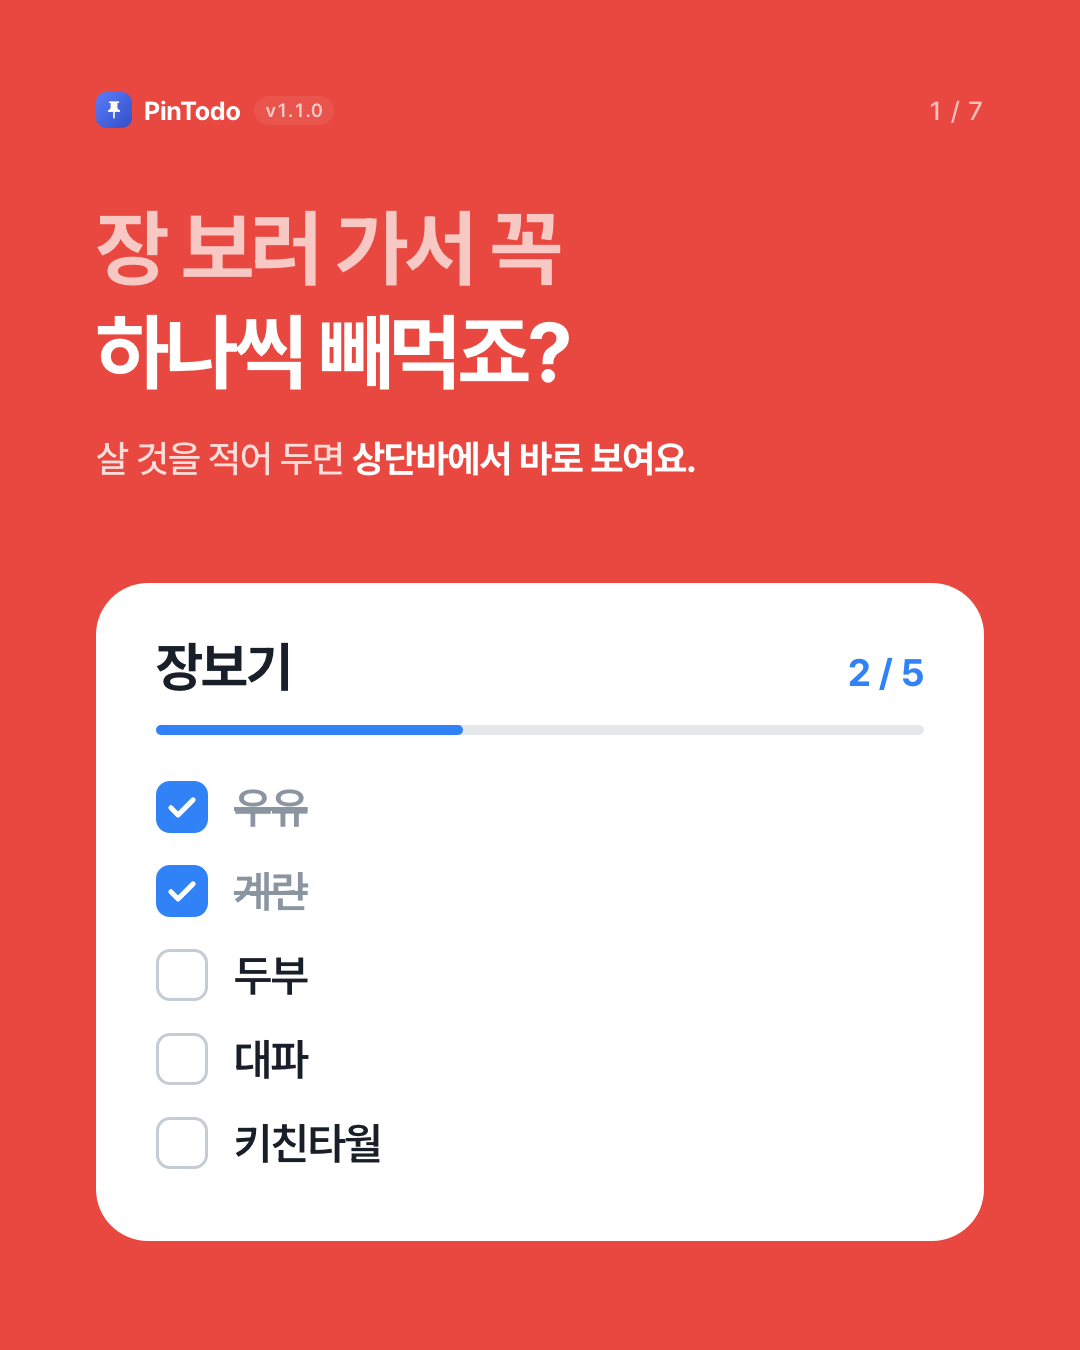 PinTodo v1.1.0
1 / 7
장 보러 가서 꼭
하나씩 빼먹죠?
살 것을 적어 두면 상단바에서 바로 보여요.
장보기
2 / 5
우유
계란
두부
대파
키친타월